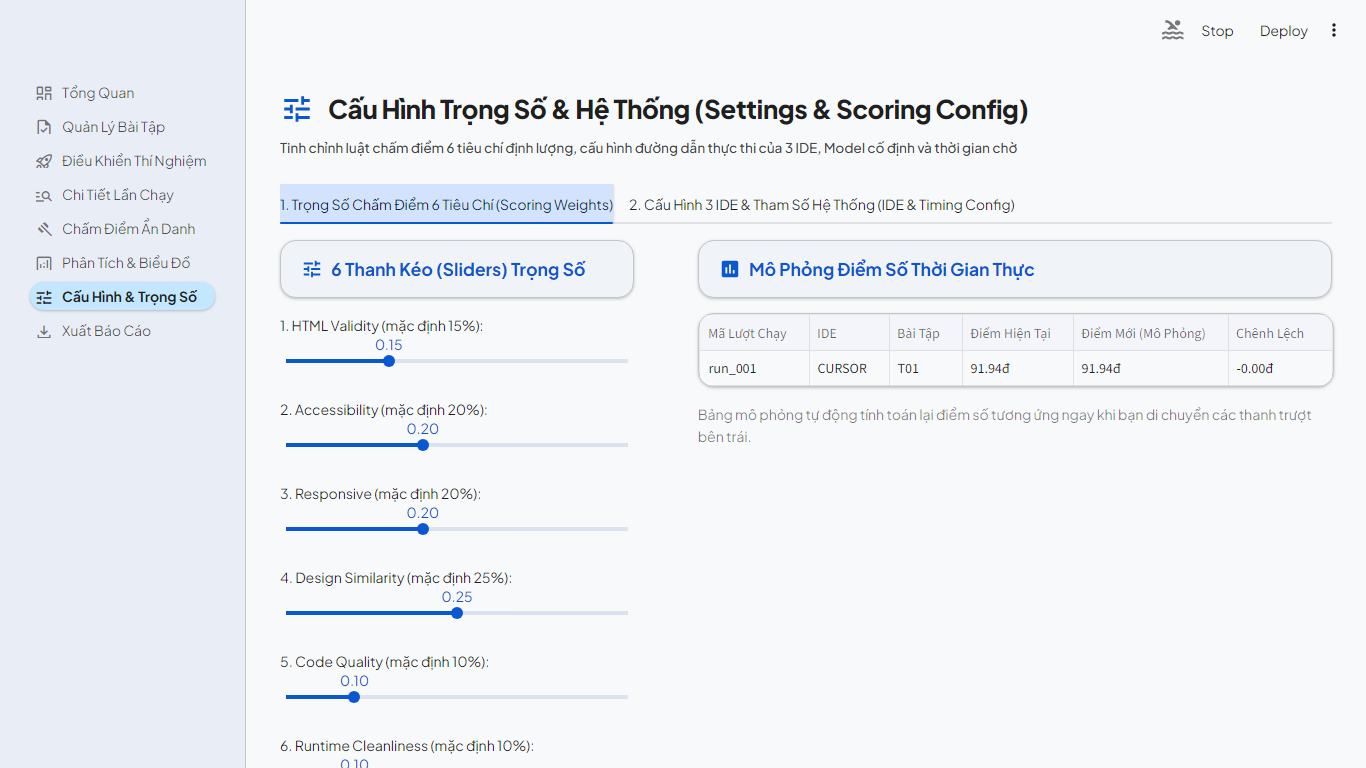 Stop
Deploy
Tổng Quan
Quản Lý Bài Tập
Điều Khiển Thí Nghiệm
Chi Tiết Lần Chạy
Chấm Điểm Ẩn Danh
Phân Tích & Biểu Đồ
Cấu Hình & Trọng Số
Xuất Báo Cáo
Cấu Hình Trọng Số & Hệ Thống (Settings & Scoring Config)
Tinh chỉnh luật chấm điểm 6 tiêu chí định lượng, cấu hình đường dẫn thực thi của 3 IDE, Model cố định và thời gian chờ
1. Trọng Số Chấm Điểm 6 Tiêu Chí (Scoring Weights)
2. Cấu Hình 3 IDE & Tham Số Hệ Thống (IDE & Timing Config)
6 Thanh Kéo (Sliders) Trọng Số
1. HTML Validity (mặc định 15%):
0.15
2. Accessibility (mặc định 20%):
0.20
3. Responsive (mặc định 20%):
0.20
4. Design Similarity (mặc định 25%):
0.25
5. Code Quality (mặc định 10%):
0.10
6. Runtime Cleanliness (mặc định 10%):
0.10
Mô Phỏng Điểm Số Thời Gian Thực
Mã Lượt Chạy IDE Bài Tập Điểm Hiện Tại Điểm Mới (Mô Phỏng) Chênh Lệch
run_001 CURSOR T01 91.94đ 91.94đ -0.00đ
Bảng mô phỏng tự động tính toán lại điểm số tương ứng ngay khi bạn di chuyển các thanh trượt
bên trái.